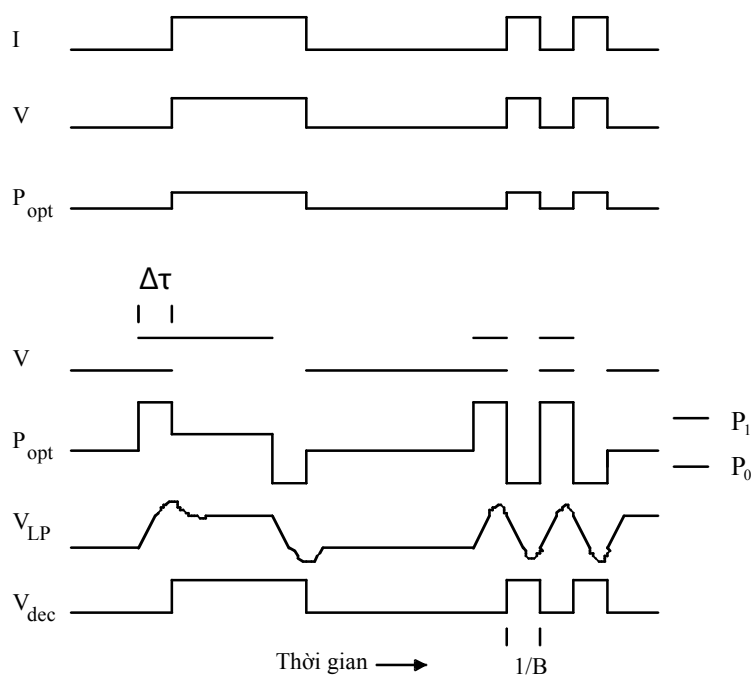 I
V
P_opt
Δτ
V
P_opt
P_1
P_0
V_LP
V_dec
Thời gian
1/B